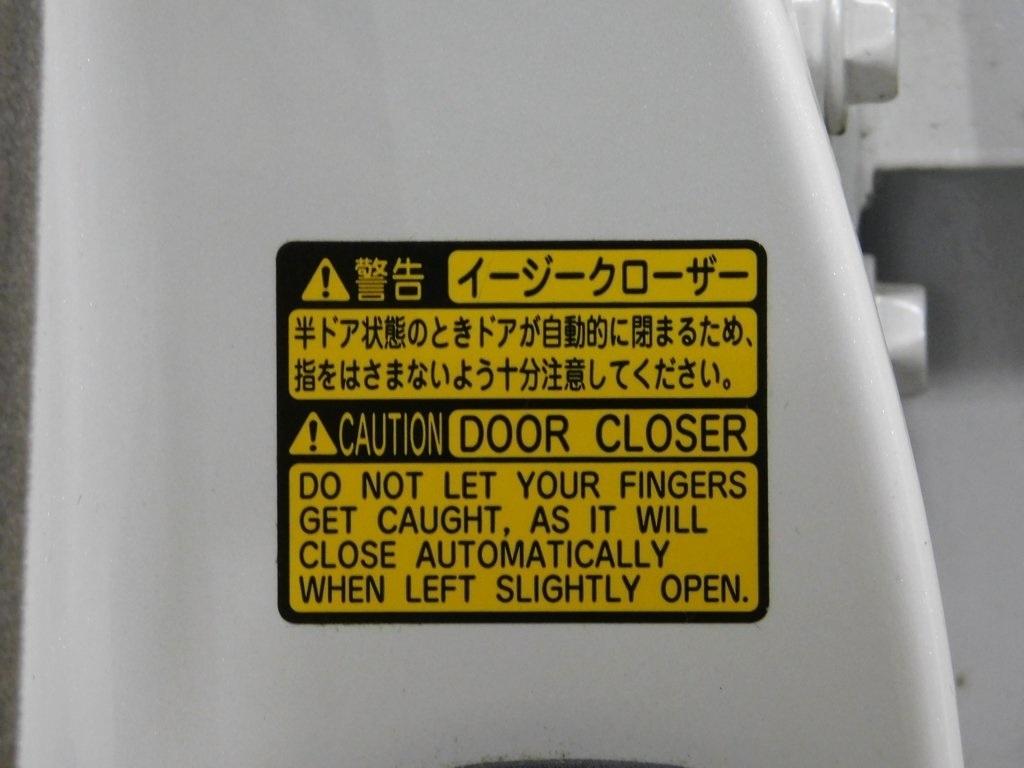 警告 イージークローザー
半ドア状態のときドアが自動的に閉まるため、
指をはさまないよう十分注意してください。
CAUTION DOOR CLOSER
DO NOT LET YOUR FINGERS
GET CAUGHT, AS IT WILL
CLOSE AUTOMATICALLY
WHEN LEFT SLIGHTLY OPEN.